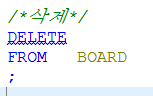 /*삭제*/
DELETE
FROM BOARD
;